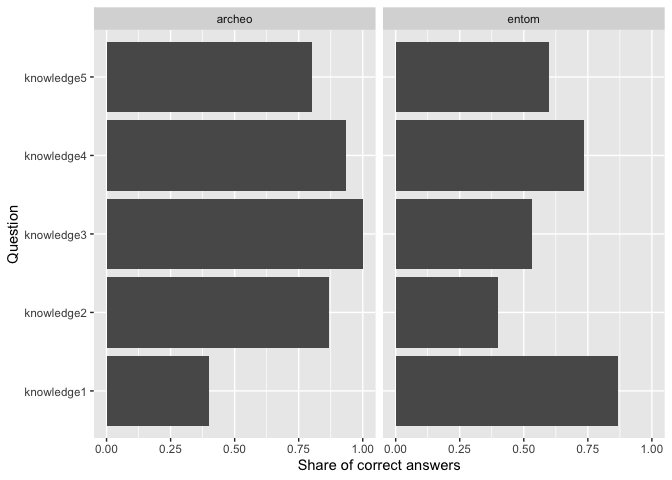 archeo entom
knowledge5
knowledge4
knowledge3
knowledge2
knowledge1
Question
0.00 0.25 0.50 0.75 1.00 0.00 0.25 0.50 0.75 1.00
Share of correct answers